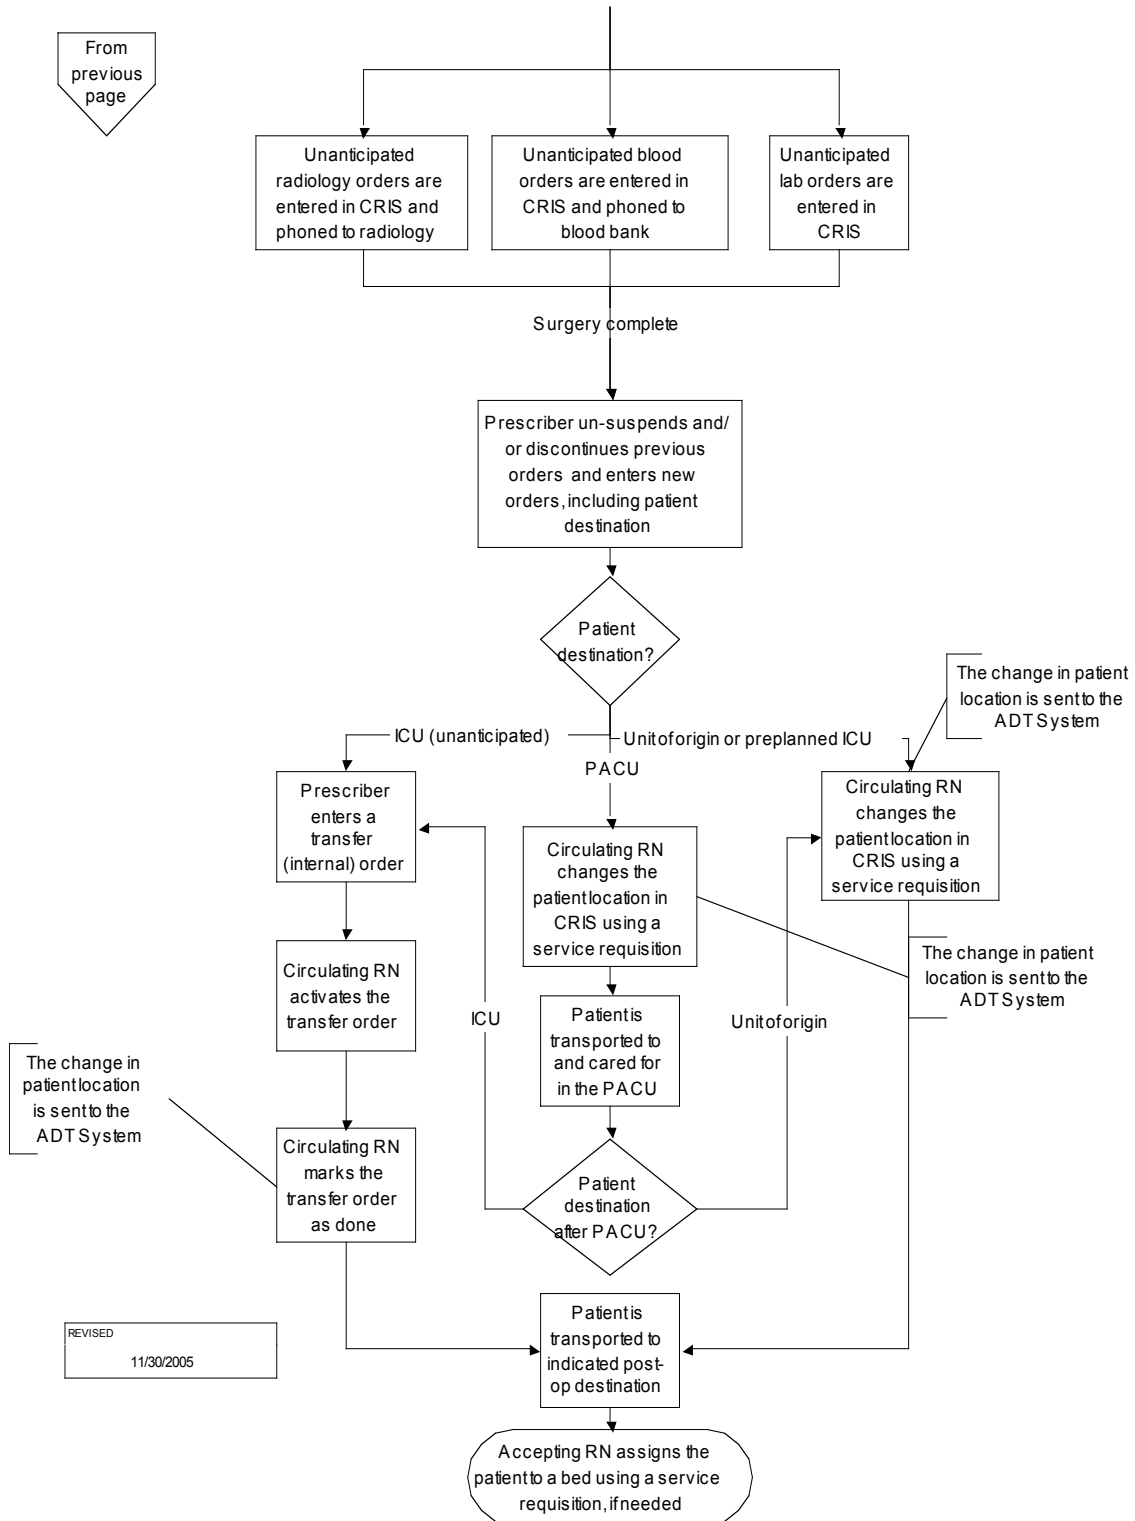 From
previous
page
Unanticipated
radiology orders are
entered in CRIS and
phoned to radiology
Unanticipated blood
orders are entered in
CRIS and phoned to
blood bank
Unanticipated
lab orders are
entered in
CRIS
Surgery complete
Prescriber un-suspends and/
or discontinues previous
orders and enters new
orders, including patient
destination
Patient
destination?
The change in patient
location is sent to the
ADT System
ICU (unanticipated)
PACU
Unit of origin or preplanned ICU
Prescriber
enters a
transfer
(internal) order
Circulating RN
changes the
patient location in
CRIS using a
service requisition
Circulating RN
changes the
patient location in
CRIS using a
service requisition
The change in patient
location is sent to the
ADT System
Circulating RN
activates the
transfer order
ICU
Patient is
transported to
and cared for
in the PACU
Unit of origin
The change in
patient location
is sent to the
ADT System
Circulating RN
marks the
transfer order
as done
Patient
destination
after PACU?
Patient is
transported to
indicated post-
op destination
REVISED
11/30/2005
Accepting RN assigns the
patient to a bed using a service
requisition, if needed